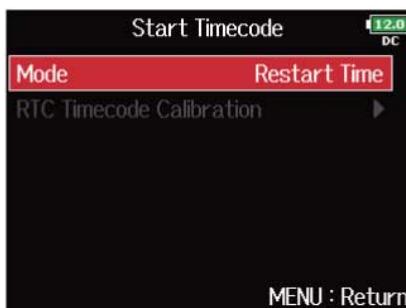 Start Timecode
12.0
DC
Mode Restart Time
RTC Timecode Calibration
MENU : Return